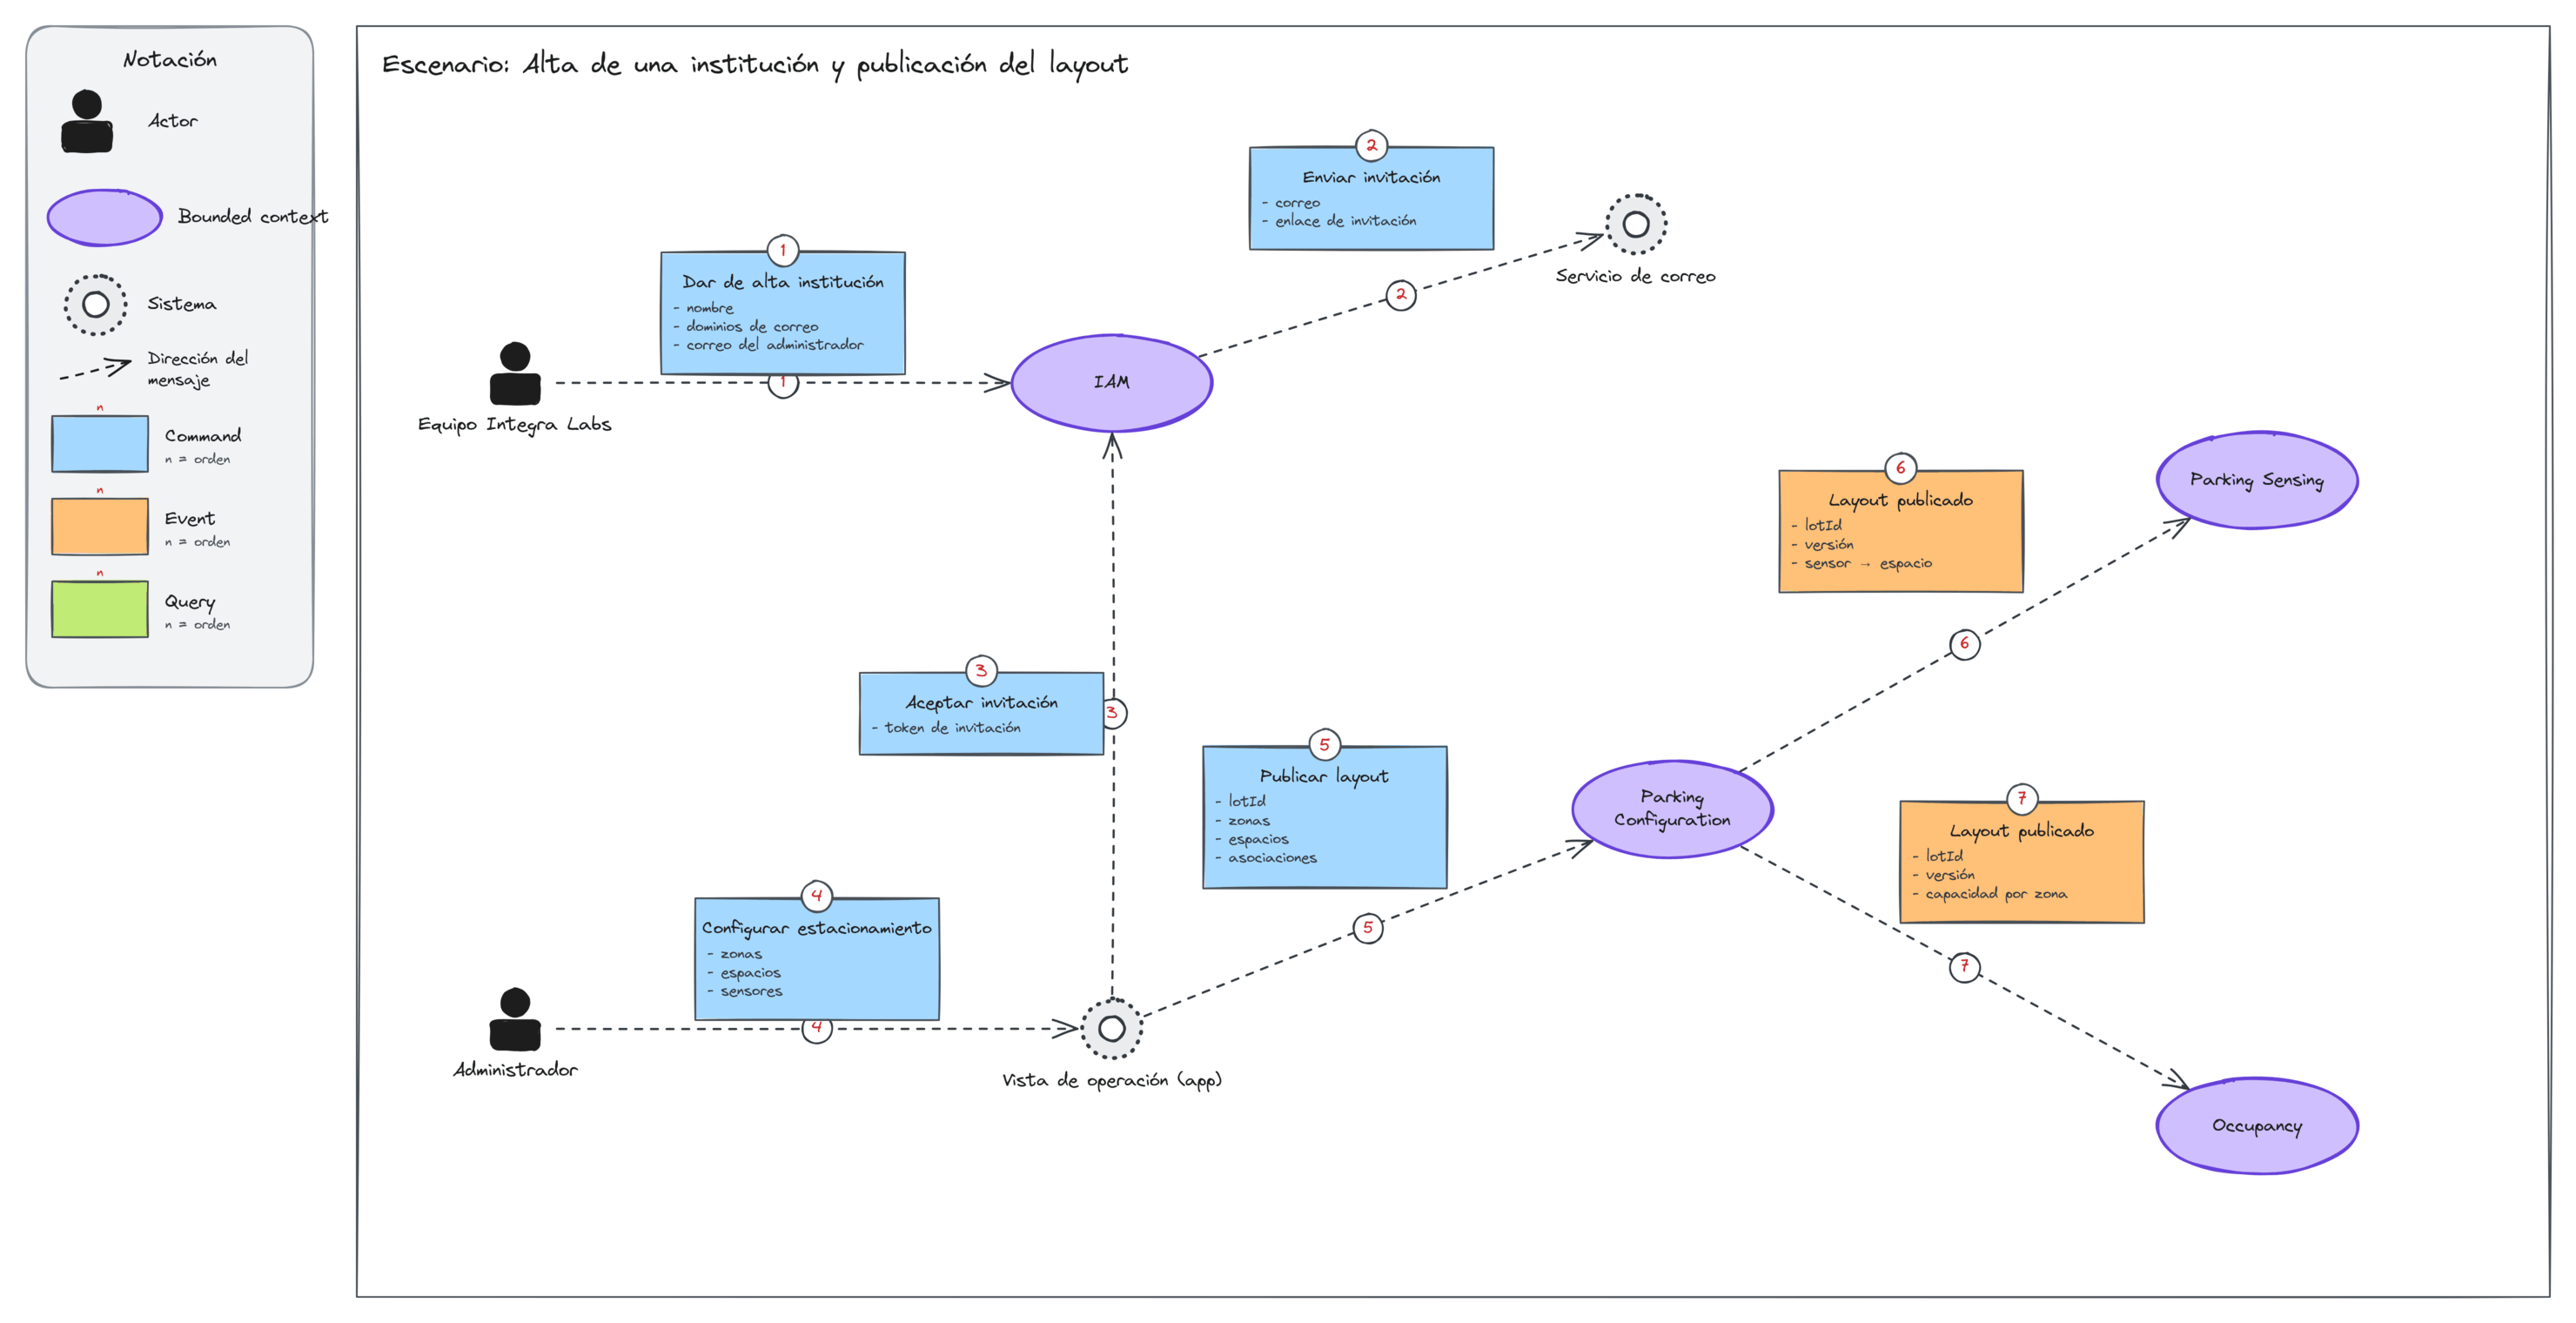 Notación
Actor
Bounded context
Sistema
Dirección del
mensaje
n
Command
n = orden
n
Event
n = orden
n
Query
n = orden
Escenario: Alta de una institución y publicación del layout
1
Dar de alta institución
- nombre
- dominios de correo
- correo del administrador
1
Equipo Integra Labs
IAM
2
Enviar invitación
- correo
- enlace de invitación
2
Servicio de correo
3
Aceptar invitación
- token de invitación
3
4
Configurar estacionamiento
- zonas
- espacios
- sensores
4
Administrador
Vista de operación (app)
5
Publicar layout
- lotId
- zonas
- espacios
- asociaciones
5
Parking
Configuration
6
Layout publicado
- lotId
- versión
- sensor → espacio
6
Parking Sensing
7
Layout publicado
- lotId
- versión
- capacidad por zona
7
Occupancy